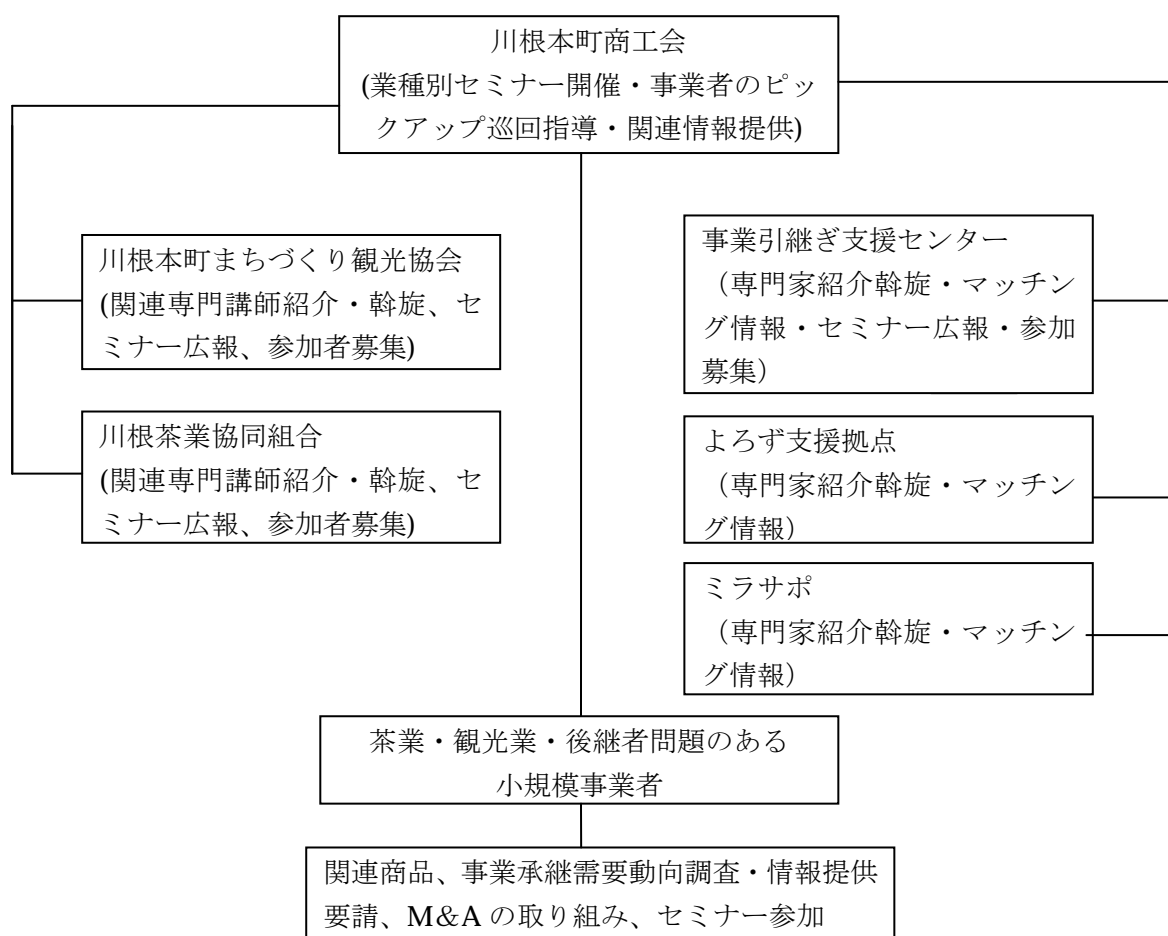 川根本町商工会
(業種別セミナー開催・事業者のピッ
クアップ巡回指導・関連情報提供)
川根本町まちづくり観光協会
(関連専門講師紹介・斡旋、セ
ミナー広報、参加者募集)
川根茶業協同組合
(関連専門講師紹介・斡旋、セ
ミナー広報、参加者募集)
事業引継ぎ支援センター
（専門家紹介斡旋・マッチン
グ情報・セミナー広報・参加
募集）
よろず支援拠点
（専門家紹介斡旋・マッチン
グ情報）
ミラサポ
（専門家紹介斡旋・マッチン
グ情報）
茶業・観光業・後継者問題のある
小規模事業者
関連商品、事業承継需要動向調査・情報提供
要請、M&A の取り組み、セミナー参加